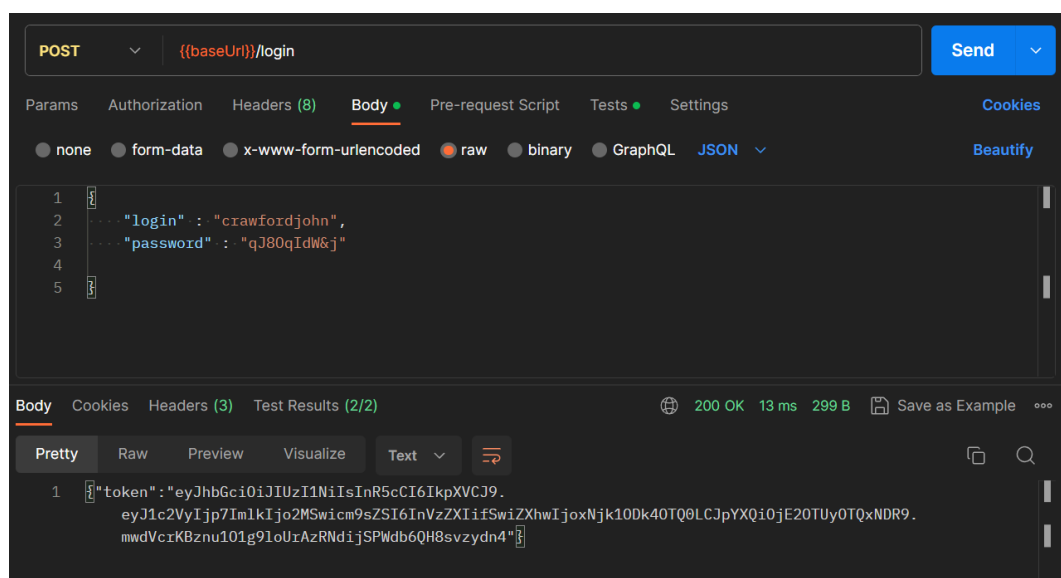 POST {{baseUrl}}/login Send
Params Authorization Headers (8) Body Pre-request Script Tests Settings Cookies
none form-data x-www-form-urlencoded raw binary GraphQL JSON Beautify
1 {
2 "login" : "crawfordjohn",
3 "password" : "qJ8OqIdW&j"
4
5 }
Body Cookies Headers (3) Test Results (2/2) 200 OK 13 ms 299 B Save as Example
Pretty Raw Preview Visualize Text
1 {"token":"eyJhbGciOiJIUzI1NiIsInR5cCI6IkpXVCJ9.
eyJ1c2VyIjp7ImlkIjo2MSwicm9sZSI6InVzZXIifSwiZXhwIjoxNjk1ODk4OTQ0LCJpYXQiOjE2OTUyOTQxNDR9.
mwdVcrKBznu1O1g9loUrAzRNdijSPWdb6QH8svzydn4"}